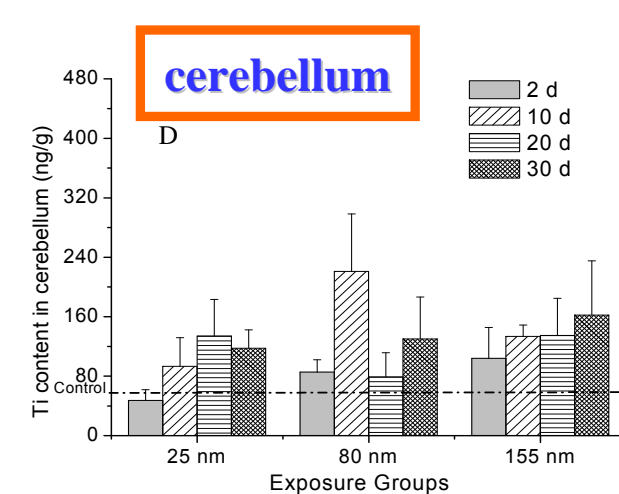 cerebellum
D
2 d
10 d
20 d
30 d
480
400
320
240
160
80
0
Control
Ti content in cerebellum (ng/g)
25 nm 80 nm 155 nm
Exposure Groups